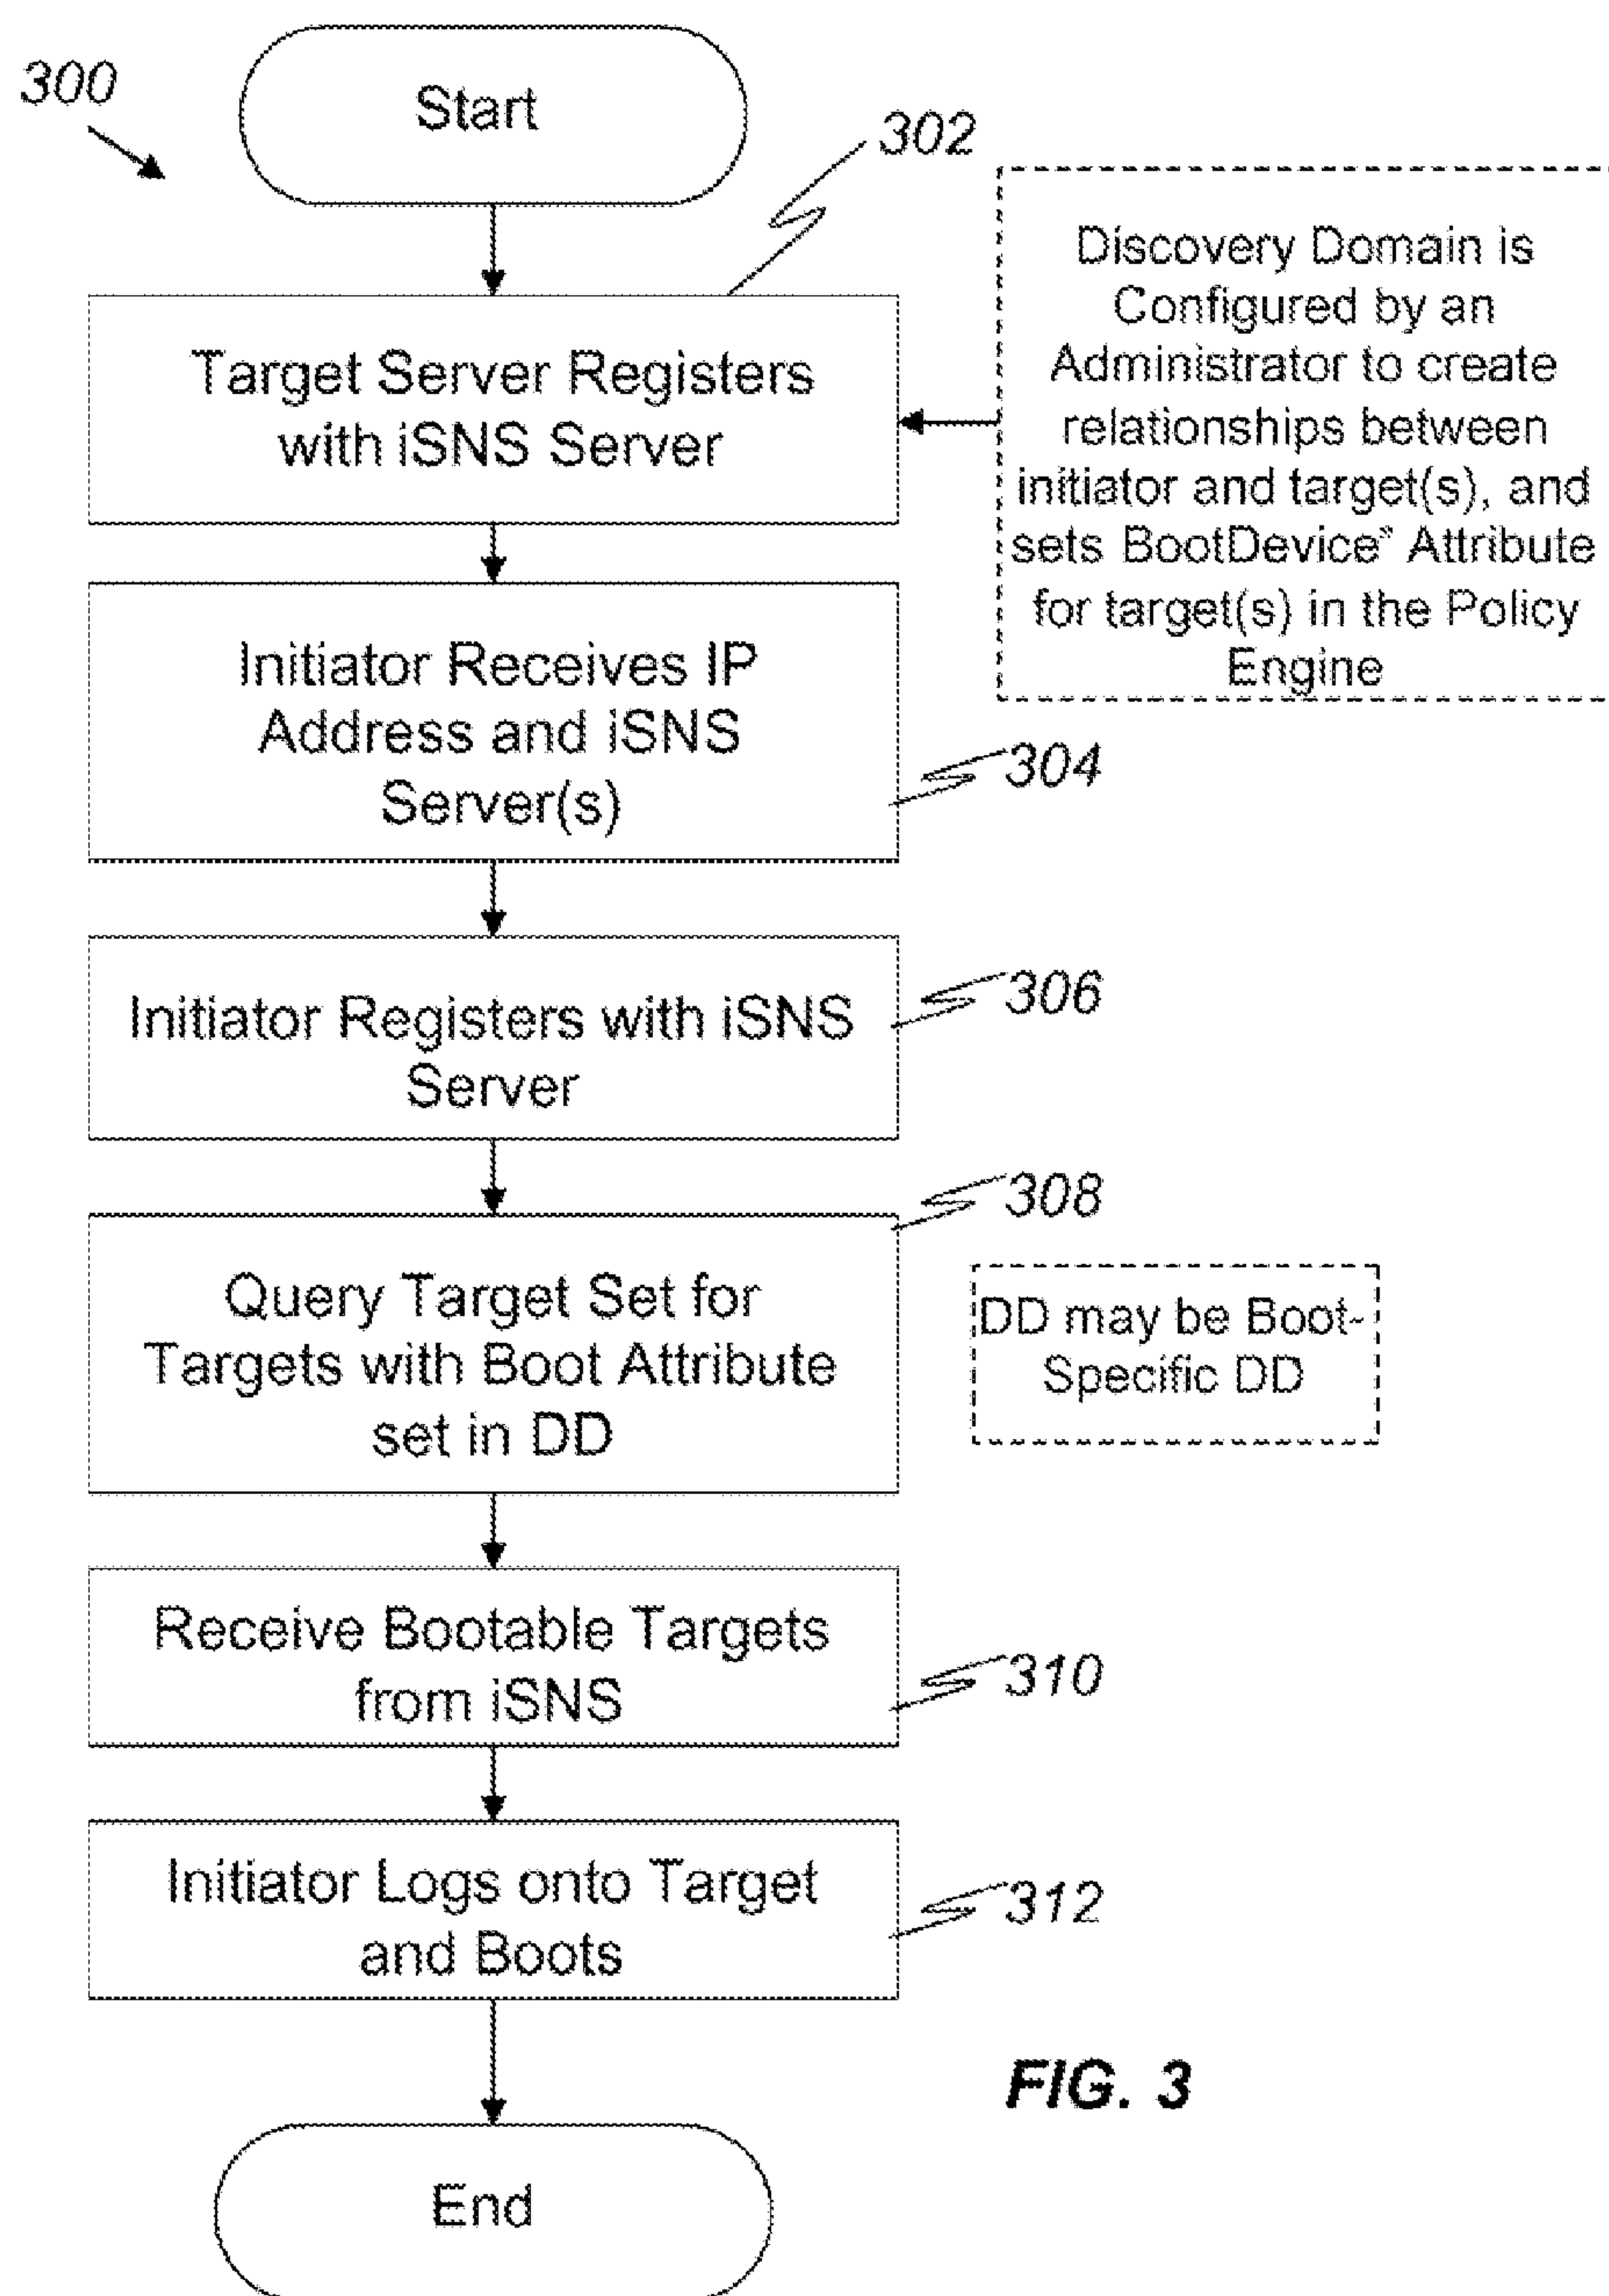 300
Start
302
Target Server Registers
with iSNS Server
Discovery Domain is
Configured by an
Administrator to create
relationships between
initiator and target(s), and
sets BootDevice* Attribute
for target(s) in the Policy
Engine
Initiator Receives IP
Address and iSNS
Server(s)
304
Initiator Registers with iSNS
Server
306
308
Query Target Set for
Targets with Boot Attribute
set in DD
DD may be Boot-
Specific DD
Receive Bootable Targets
from iSNS
310
Initiator Logs onto Target
and Boots
312
FIG. 3
End